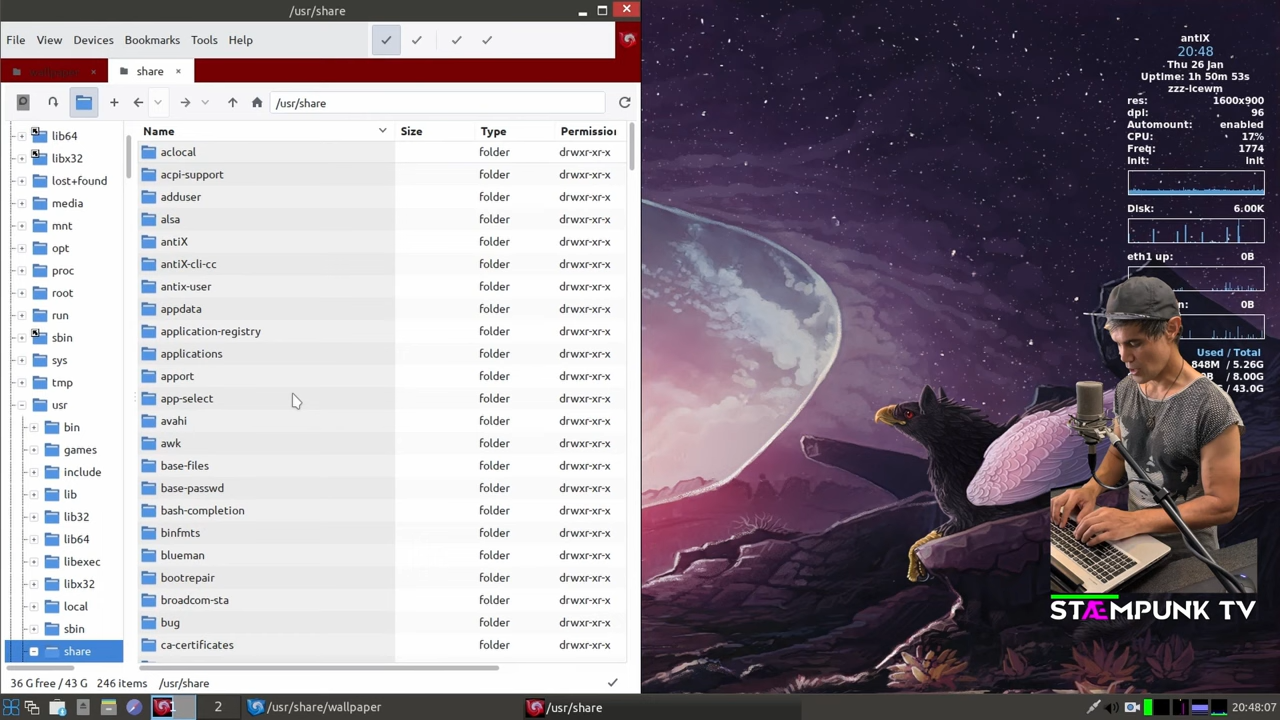 /usr/share
File View Devices Bookmarks Tools Help
share
/usr/share
Name Size Type
lib64
libx32
lost+found
media
mnt
opt
proc
root
run
sbin
sys
tmp
usr
bin
games
include
lib
lib32
lib64
libexec
libx32
local
sbin
share
aclocal folder drwxr-xr-x
acpi-support folder drwxr-xr-x
adduser folder drwxr-xr-x
alsa folder drwxr-xr-x
antiX folder drwxr-xr-x
antiX-cli-cc folder drwxr-xr-x
antix-user folder drwxr-xr-x
appdata folder drwxr-xr-x
application-registry folder drwxr-xr-x
applications folder drwxr-xr-x
apport folder drwxr-xr-x
app-select folder drwxr-xr-x
avahi folder drwxr-xr-x
awk folder drwxr-xr-x
base-files folder drwxr-xr-x
base-passwd folder drwxr-xr-x
bash-completion folder drwxr-xr-x
binfmts folder drwxr-xr-x
blueman folder drwxr-xr-x
bootrepair folder drwxr-xr-x
broadcom-sta folder drwxr-xr-x
bug folder drwxr-xr-x
ca-certificates folder drwxr-xr-x
36 G free / 43 G 246 items /usr/share
antiX
20:48
Thu 26 Jan
Uptime: 1h 50m 53s
zzz-icewm
res: 1600x900
dpi: 96
Automount: enabled
CPU: 17%
Freq: 1774
Init: init
Disk: 6.00K
eth1 up: 0B
0B
Used / Total
848M / 5.26G
/ 8.00G
/ 43.0G
STÆMPUNK TV
1 2 /usr/share/wallpaper /usr/share 20:48:07